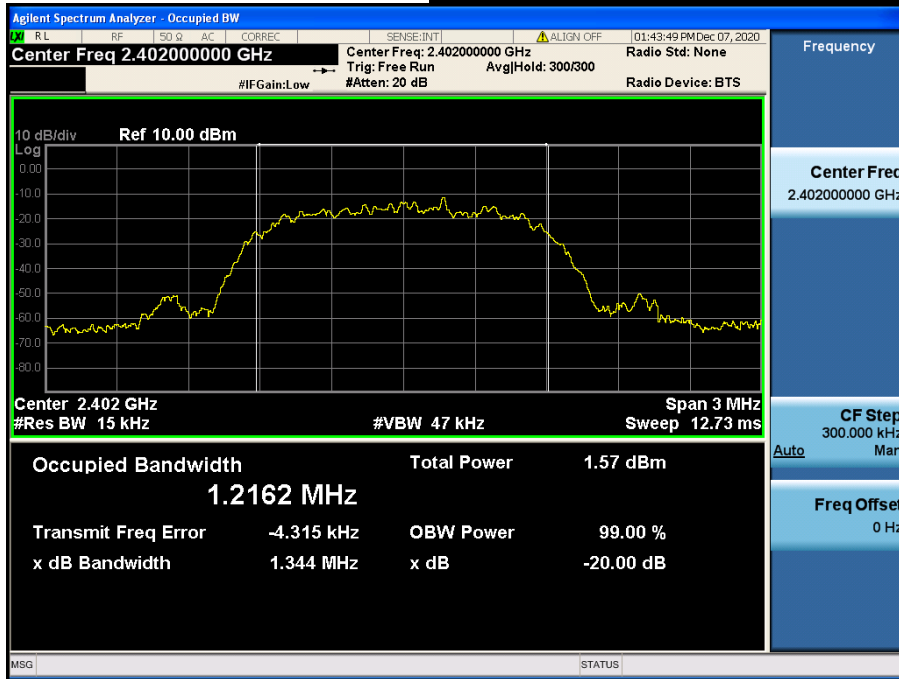 Agilent Spectrum Analyzer - Occupied BW
LXI RL RF 50 Ω AC CORREC SENSE:INT ALIGN OFF 01:43:49 PM Dec 07, 2020
Center Freq 2.402000000 GHz
Center Freq: 2.402000000 GHz
Radio Std: None
Trig: Free Run Avg|Hold: 300/300
#IFGain:Low
#Atten: 20 dB
Radio Device: BTS
10 dB/div Ref 10.00 dBm
Log
0.00
-10.0
-20.0
-30.0
-40.0
-50.0
-60.0
-70.0
-80.0
Center 2.402 GHz Span 3 MHz
#Res BW 15 kHz #VBW 47 kHz Sweep 12.73 ms
Occupied Bandwidth Total Power 1.57 dBm
1.2162 MHz
Transmit Freq Error -4.315 kHz OBW Power 99.00 %
x dB Bandwidth 1.344 MHz x dB -20.00 dB
MSG STATUS
Frequency
Center Freq
2.402000000 GHz
CF Step
300.000 kHz
Auto Man
Freq Offset
0 Hz